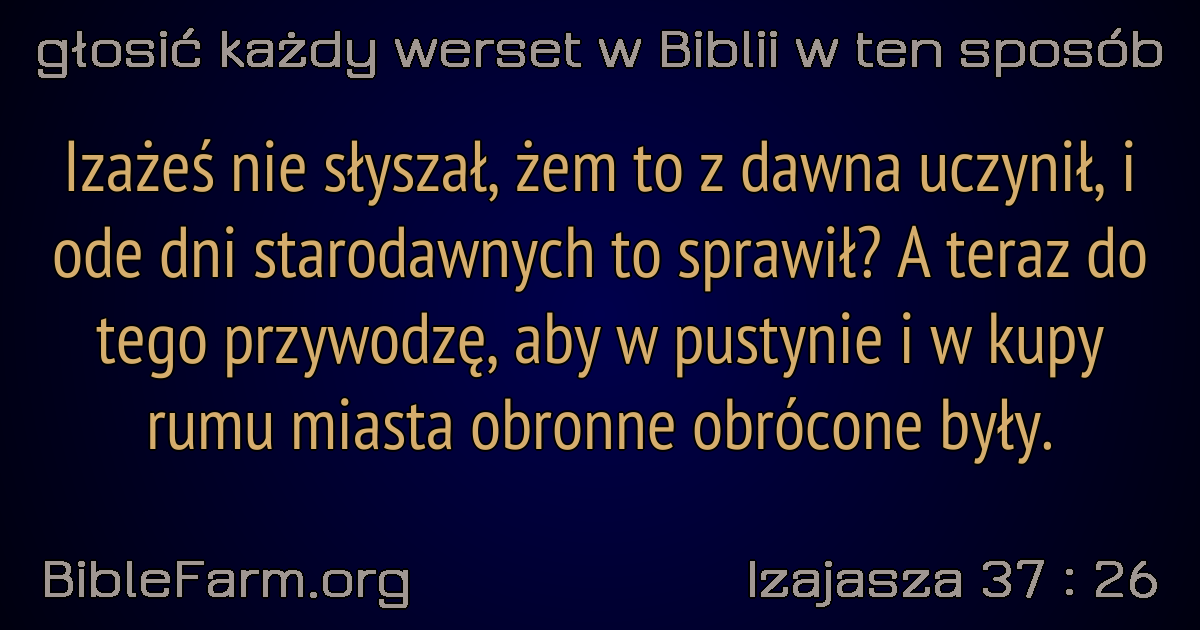 głosić każdy werset w Biblii w ten sposób
Izażeś nie słyszał, żem to z dawna uczynił, i
ode dni starodawnych to sprawił? A teraz do
tego przywodzę, aby w pustynie i w kupy
rumu miasta obronne obrócone były.
BibleFarm.org
Izajasza 37 : 26